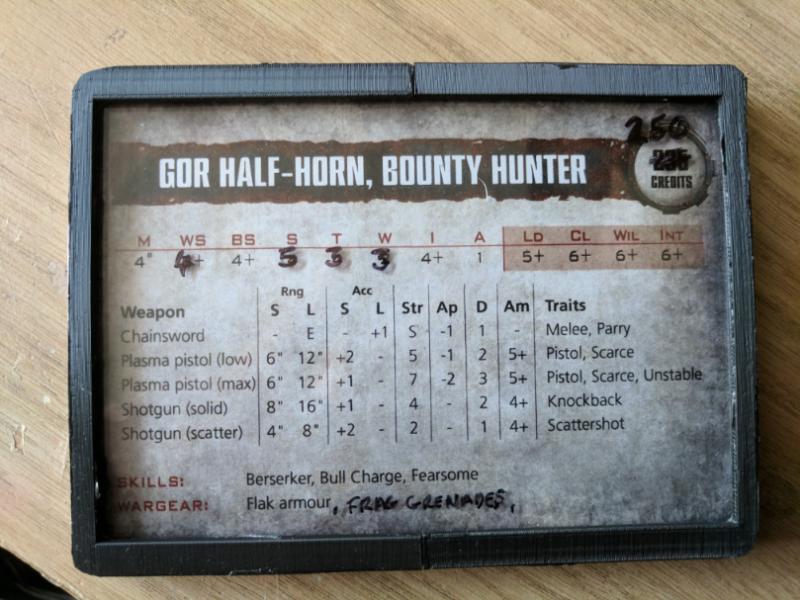 250
GOR HALF-HORN, BOUNTY HUNTER
235
CREDITS
M WS BS S T W I A LD CL WIL INT
4" 4+ 4+ 5 3 3 4+ 1 5+ 6+ 6+ 6+
Rng Acc
Weapon S L S L Str Ap D Am Traits
Chainsword - E - +1 S -1 1 - Melee, Parry
Plasma pistol (low) 6" 12" +2 - 5 -1 2 5+ Pistol, Scarce
Plasma pistol (max) 6" 12" +1 - 7 -2 3 5+ Pistol, Scarce, Unstable
Shotgun (solid) 8" 16" +1 - 4 - 2 4+ Knockback
Shotgun (scatter) 4" 8" +2 - 2 - 1 4+ Scattershot
SKILLS: Berserker, Bull Charge, Fearsome
WARGEAR: Flak armour, FRAG GRENADES,